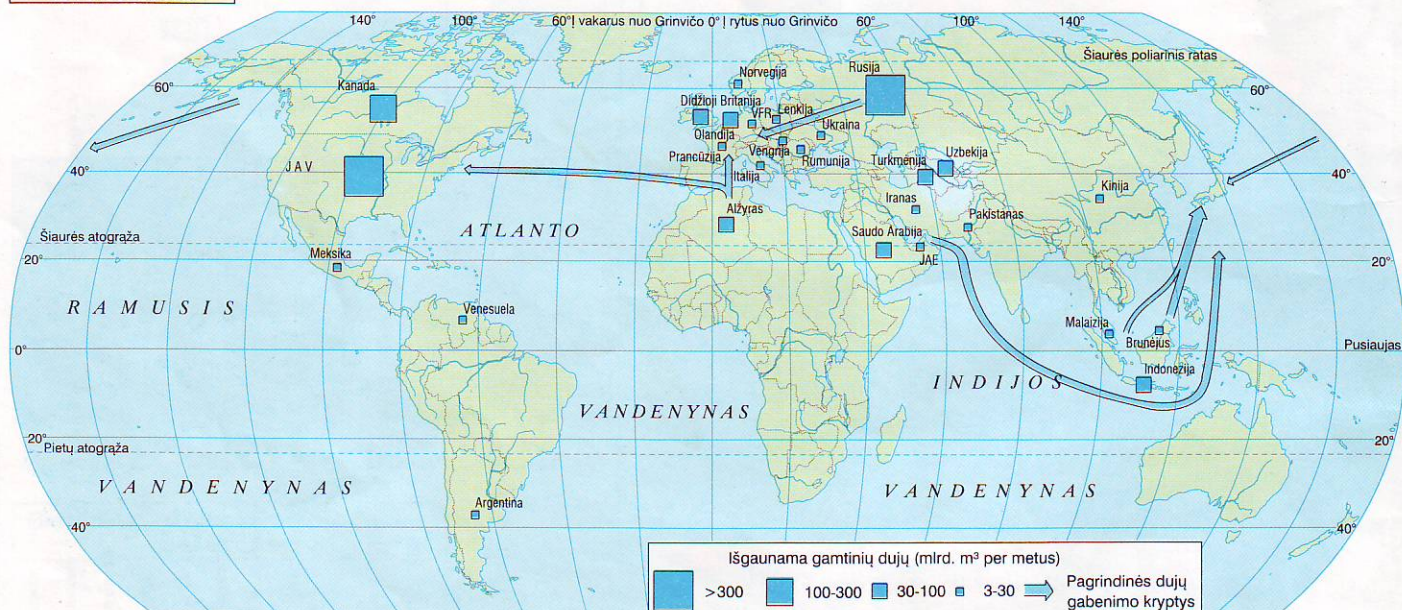 140°
100°
60° į vakarus nuo Grinvičo 0° į rytus nuo Grinvičo
60°
100°
140°
Šiaurės poliarinis ratas
60°
60°
Kanada
Norvegija
Rusija
Didžioji Britanija
VFR
Lenkija
Olandija
Ukraina
Prancūzija
Vengrija
Rumunija
Italija
Turkmėnija
Uzbekija
JAV
40°
40°
Kinija
Iranas
Pakistanas
Alžyras
Saudo Arabija
JAE
ATLANTO
Šiaurės atogrąža
Meksika
20°
20°
RAMUSIS
Venesuela
Malaizija
Brunėjus
0°
Pusiaujas
Indonezija
INDIJOS
VANDENYNAS
20°
20°
Pietų atogrąža
VANDENYNAS
VANDENYNAS
Argentina
40°
40°
Išgaunama gamtinių dujų (mlrd. m³ per metus)
>300 100-300 30-100 3-30 Pagrindinės dujų
gabenimo kryptys